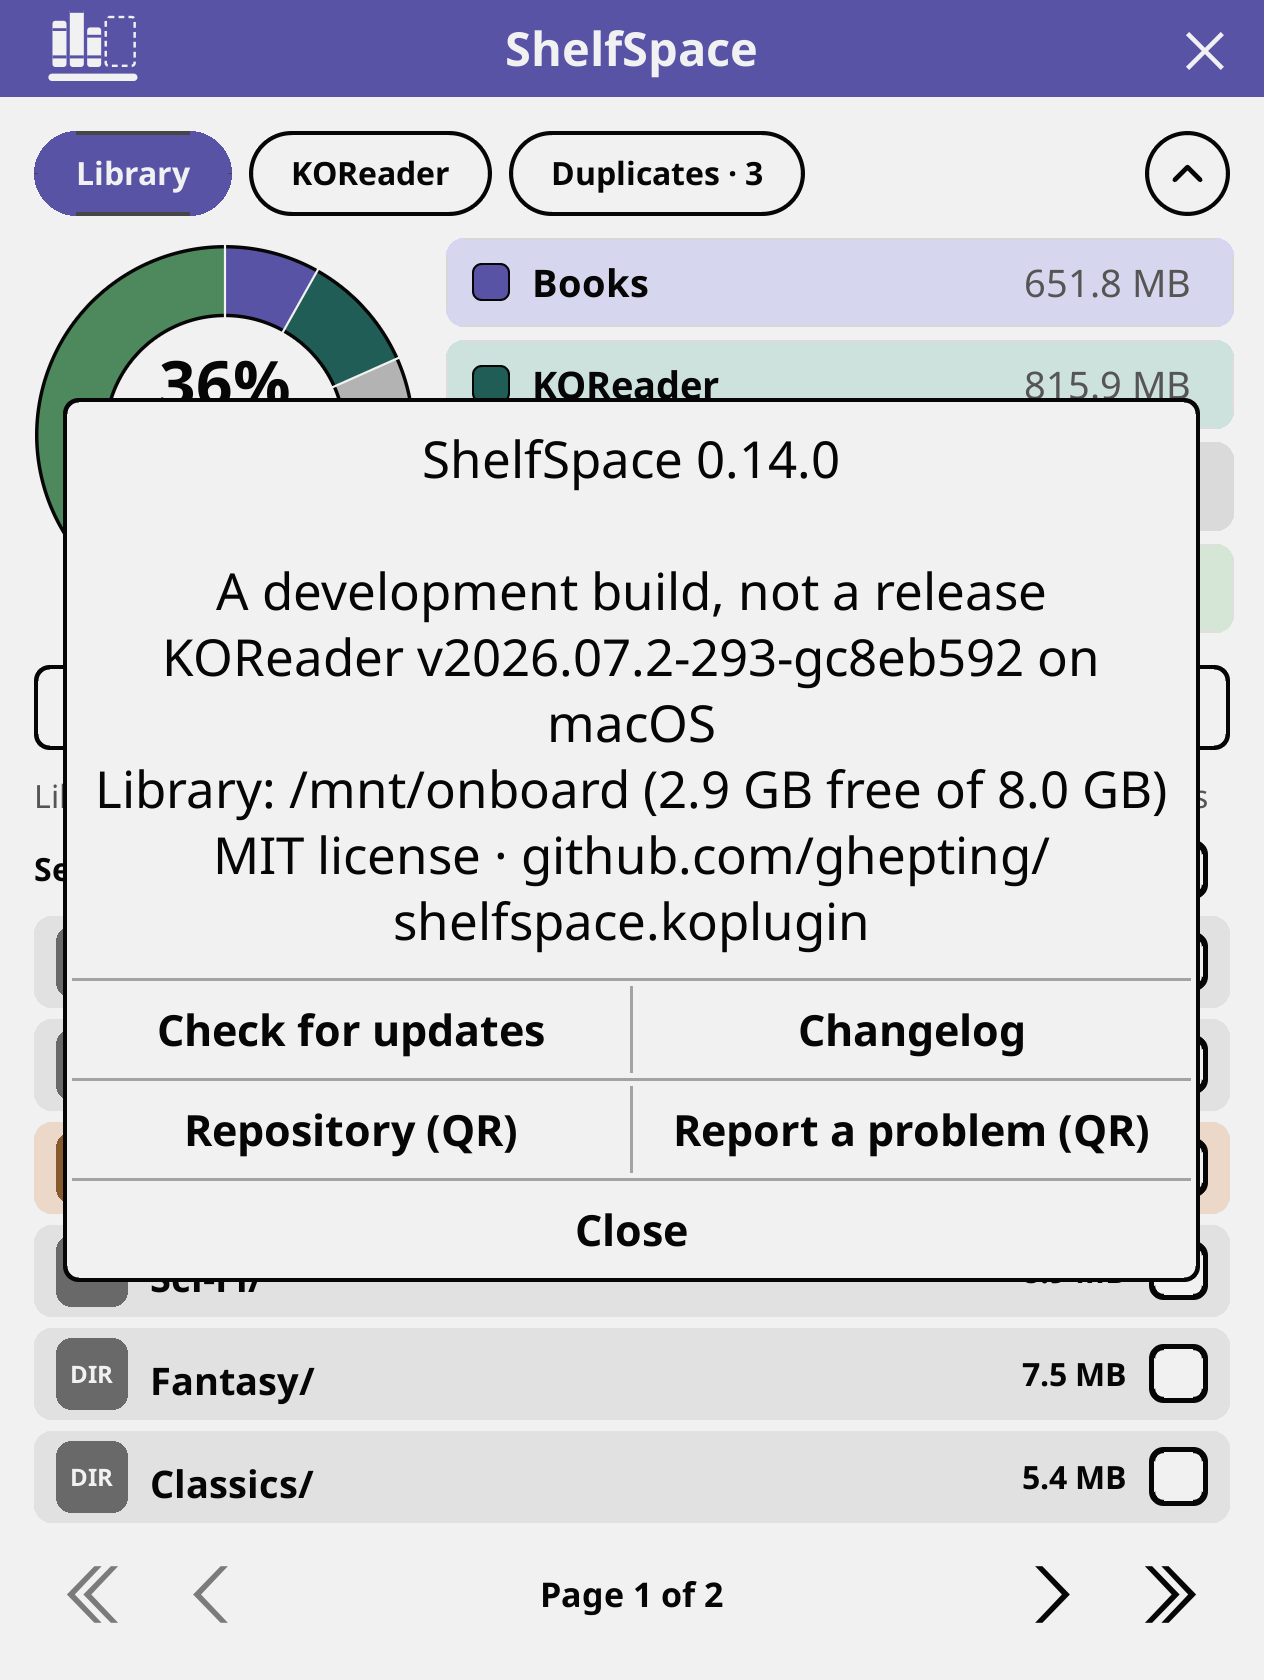 ShelfSpace
Library
KOReader
Duplicates · 3
36%
Books 651.8 MB
KOReader 815.9 MB
ShelfSpace 0.14.0
A development build, not a release
KOReader v2026.07.2-293-gc8eb592 on
macOS
Library: /mnt/onboard (2.9 GB free of 8.0 GB)
MIT license · github.com/ghepting/
shelfspace.koplugin
Check for updates
Changelog
Repository (QR)
Report a problem (QR)
Close
Sci-Fi/
DIR Fantasy/ 7.5 MB
DIR Classics/ 5.4 MB
Page 1 of 2